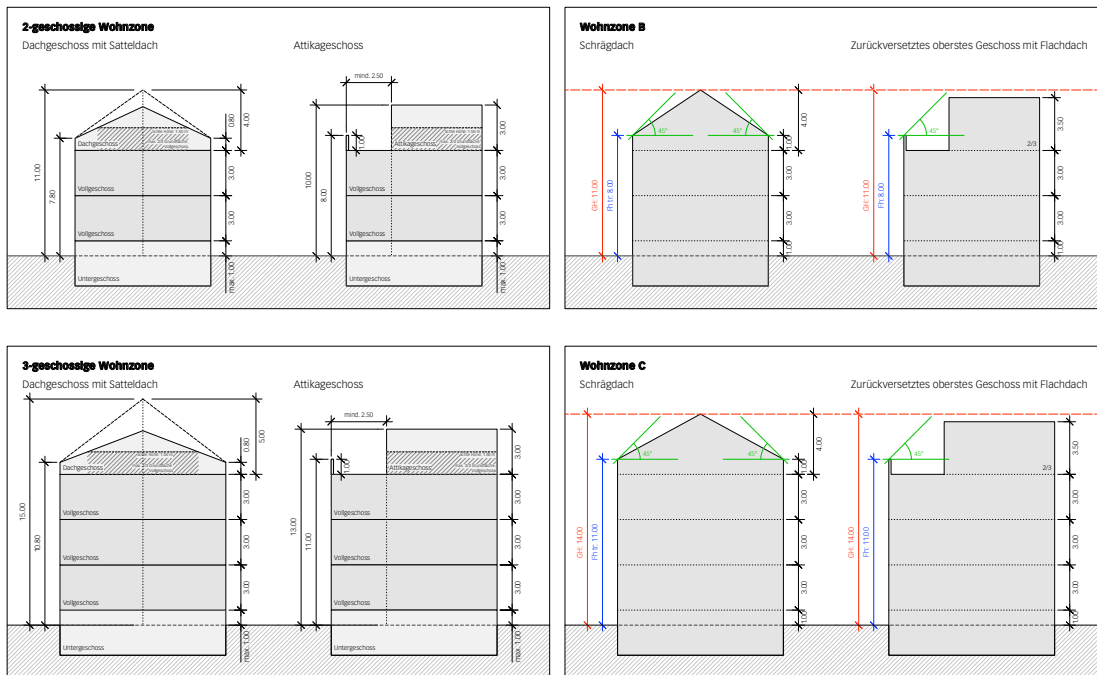 2-geschossige Wohnzone
Dachgeschoss mit Satteldach
Attikageschoss
11.00
7.80
Dachgeschoss
Vollgeschoss
Vollgeschoss
Untergeschoss
0.80
4.00
3.00
3.00
max. 1.00
mind. 2.50
10.00
8.00
1.00
Attikageschoss
Vollgeschoss
Vollgeschoss
Untergeschoss
3.00
3.00
3.00
max. 1.00
Wohnzone B
Schrägdach
Zurückversetztes oberstes Geschoss mit Flachdach
GH: 11.00
Fh tr: 8.00
45°
45°
1.00
4.00
3.00
3.00
1.00
GH: 11.00
Fh: 8.00
45°
2/3
3.50
3.00
3.00
1.00
3-geschossige Wohnzone
Dachgeschoss mit Satteldach
Attikageschoss
15.00
10.80
Dachgeschoss
Vollgeschoss
Vollgeschoss
Vollgeschoss
Untergeschoss
0.80
5.00
3.00
3.00
3.00
max. 1.00
mind. 2.50
13.00
11.00
1.00
Attikageschoss
Vollgeschoss
Vollgeschoss
Vollgeschoss
Untergeschoss
3.00
3.00
3.00
3.00
max. 1.00
Wohnzone C
Schrägdach
Zurückversetztes oberstes Geschoss mit Flachdach
GH: 14.00
Fh tr: 11.00
45°
45°
1.00
4.00
3.00
3.00
3.00
1.00
GH: 14.00
Fh: 11.00
45°
2/3
3.50
3.00
3.00
3.00
1.00